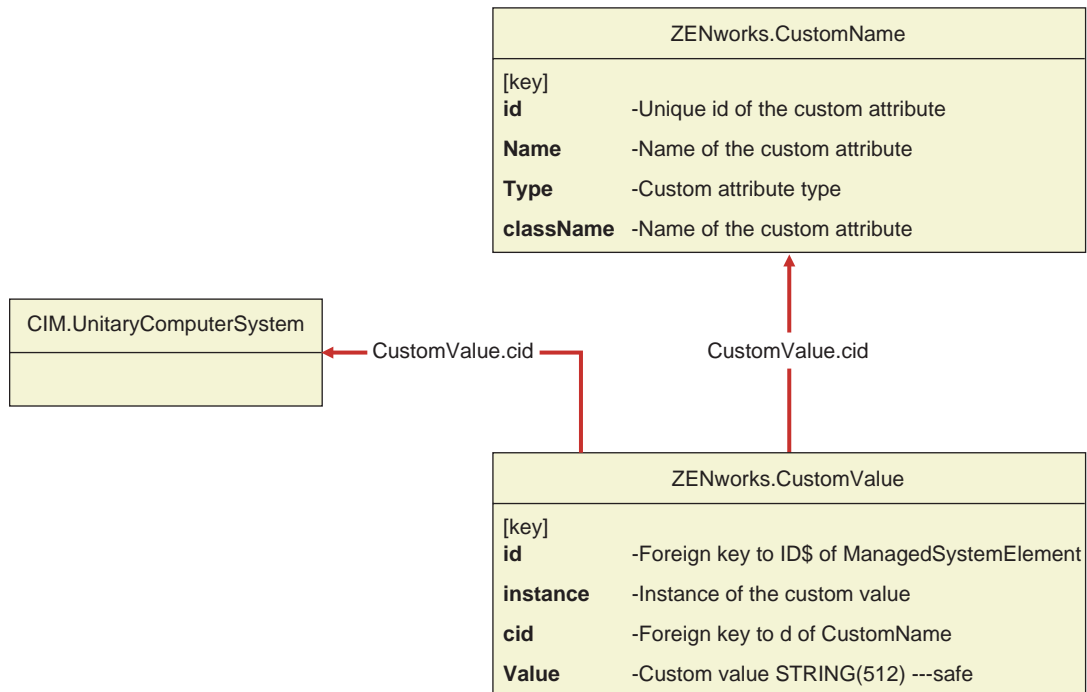 ZENworks.CustomName
[key]
id -Unique id of the custom attribute
Name -Name of the custom attribute
Type -Custom attribute type
className -Name of the custom attribute
CIM.UnitaryComputerSystem
CustomValue.cid
CustomValue.cid
ZENworks.CustomValue
[key]
id -Foreign key to ID$ of ManagedSystemElement
instance -Instance of the custom value
cid -Foreign key to d of CustomName
Value -Custom value STRING(512) ---safe